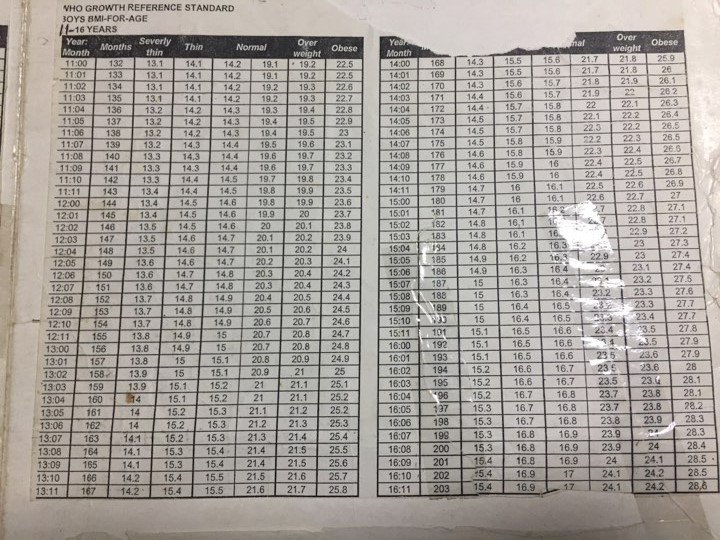 WHO GROWTH REFERENCE STANDARD
BOYS BMI-FOR-AGE
11-16 YEARS
Year: Month Months Severly thin Thin Normal Over weight Obese
11:00 132 13.1 14.1 14.2 19.1 19.2 22.5
11:01 133 13.1 14.1 14.2 19.1 19.2 22.5
11:02 134 13.1 14.1 14.2 19.2 19.3 22.6
11:03 135 13.1 14.1 14.2 19.2 19.3 22.7
11:04 36 13.2 14.2 14.3 19.3 19.4 22.8
11:05 137 13.2 14.2 14.3 19.4 19.5 22.9
11:06 138 13.2 14.2 14.3 19.4 19.5 23
11:07 139 13.2 14.3 14.4 19.5 19.6 23.1
11:08 140 13.3 14.3 14.4 19.6 19.7 23.2
11:09 141 13.3 14.3 14.4 19.6 19.7 23.3
11:10 142 13.3 14.4 14.5 19.7 19.8 23.4
11:11 143 13.4 14.4 14.5 19.8 19.9 23.5
12:00 144 13.4 14.5 14.6 19.8 19.9 23.6
12:01 145 13.4 14.5 14.6 19.9 20 23.7
12:02 146 13.5 14.5 14.6 20 20.1 23.8
12:03 147 13.5 14.6 14.7 20.1 20.2 23.9
12:04 148 13.5 14.6 14.7 20.1 20.2 24
12:05 149 13.6 14.6 14.7 20.2 20.3 24.1
12:06 150 13.6 14.7 14.8 20.3 20.4 24.2
12:07 151 13.6 14.7 14.8 20.3 20.4 24.3
12:08 152 13.7 14.8 14.9 20.4 20.5 24.4
12:09 153 13.7 14.8 14.9 20.5 20.6 24.5
12:10 154 13.7 14.8 14.9 20.6 20.7 24.6
12:11 155 13.8 14.9 15 20.7 20.8 24.7
13:00 156 13.8 14.9 15 20.7 20.8 24.8
13:01 157 13.8 15 15.1 20.8 20.9 24.9
13:02 158 13.9 15 15.1 20.9 21 25
13:03 159 13.9 15.1 15.2 21 21.1 25.1
13:04 160 14 15.1 15.2 21 21.1 25.2
13:05 161 14 15.2 15.3 21.1 21.2 25.2
13:06 162 14 15.2 15.3 21.2 21.3 25.3
13:07 163 14.1 15.2 15.3 21.3 21.4 25.4
13:08 164 14.1 15.3 15.4 21.4 21.5 25.5
13:09 165 14.1 15.3 15.4 21.5 21.5 25.6
13:10 166 14.2 15.4 15.5 21.5 21.6 25.7
13:11 167 14.2 15.4 15.5 21.6 21.7 25.8
Year: Month Over weight Obese
14:00 168 14.3 15.5 15.6 21.7 21.8 25.9
14:01 169 14.3 15.5 15.6 21.7 21.8 26
14:02 170 14.3 15.6 15.7 21.8 21.9 26.1
14:03 171 14.4 15.6 15.7 21.9 22 26.2
14:04 172 14.4 15.7 15.8 22 22.1 26.3
14:05 173 14.5 15.7 15.8 22.1 22.2 26.4
14:06 174 14.5 15.7 15.8 22.3 22.2 26.5
14:07 175 14.5 15.8 15.9 22.2 22.3 26.5
14:08 176 14.6 15.8 15.9 22.3 22.4 26.6
14:09 177 14.6 15.9 16 22.4 22.5 26.7
14:10 178 14.6 15.9 16 22.4 22.5 26.8
14:11 179 14.7 16 16.1 22.5 22.6 26.9
15:00 180 14.7 16 16.1 22.6 22.7 27
15:01 181 14.7 16.1 22.8 27.1
15:02 182 14.8 16.1 22.8 27.1
15:03 183 14.8 16.1 22.9 27.2
15:04 14.8 16.2 16.3 23 27.3
15:05 185 14.9 16.2 16.3 22.9 23 27.4
15:06 186 14.9 16.3 16.4 23.1 27.4
15:07 187 15 16.3 16.4 23.2 27.5
15:08 188 15 16.3 16.4 23.2 23.3 27.6
15:09 189 15 16.4 16.5 23.3 27.7
15:10 15 16.4 16.5 23.4 27.7
15:11 191 15.1 16.5 16.6 23.4 23.5 27.8
16:00 192 15.1 16.5 16.6 23.5 27.9
16:01 193 15.1 16.5 16.6 23.5 23.6 27.9
16:02 194 15.2 16.6 16.7 23.5 23.6 28
16:03 195 15.2 16.6 16.7 23.5 23.6 28.1
16:04 196 15.2 16.7 16.8 23.7 23.8 28.1
16:05 197 15.3 16.7 16.8 23.7 23.8 28.2
16:06 198 15.3 16.7 16.8 23.8 23.9 28.3
16:07 199 15.3 16.8 16.9 23.9 24 28.3
16:08 200 15.3 16.8 16.9 23.9 24 28.4
16:09 201 15.4 16.8 16.9 24 24.1 28.5
16:10 202 15.4 16.9 17 24.1 24.2 28.5
16:11 203 15.4 16.9 17 24.1 24.2 28.6